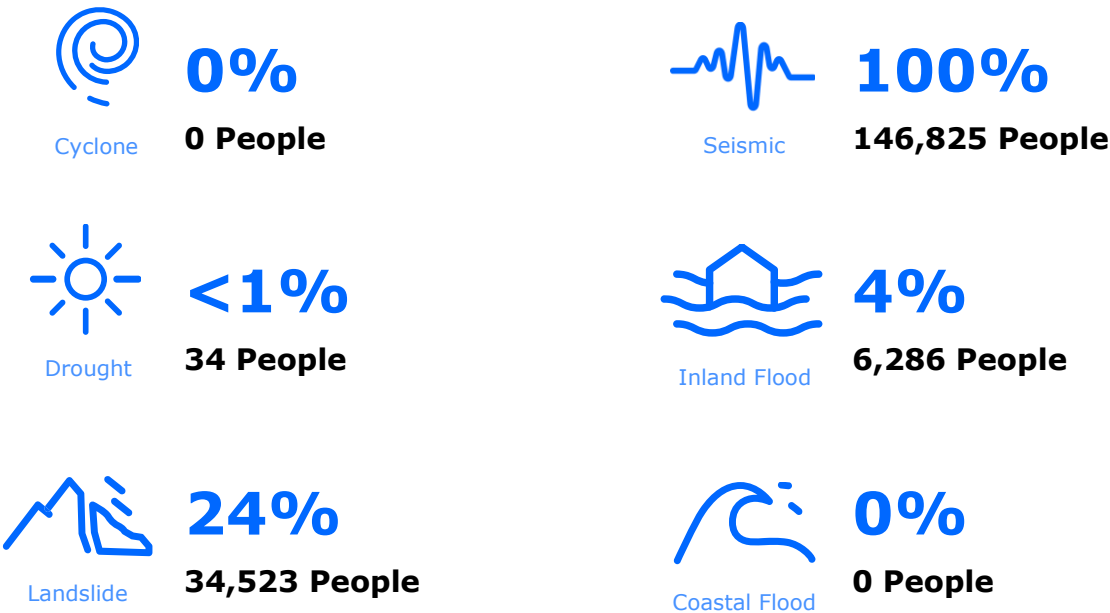 0%
0 People
Cyclone
100%
146,825 People
Seismic
<1%
34 People
Drought
4%
6,286 People
Inland Flood
24%
34,523 People
Landslide
0%
0 People
Coastal Flood